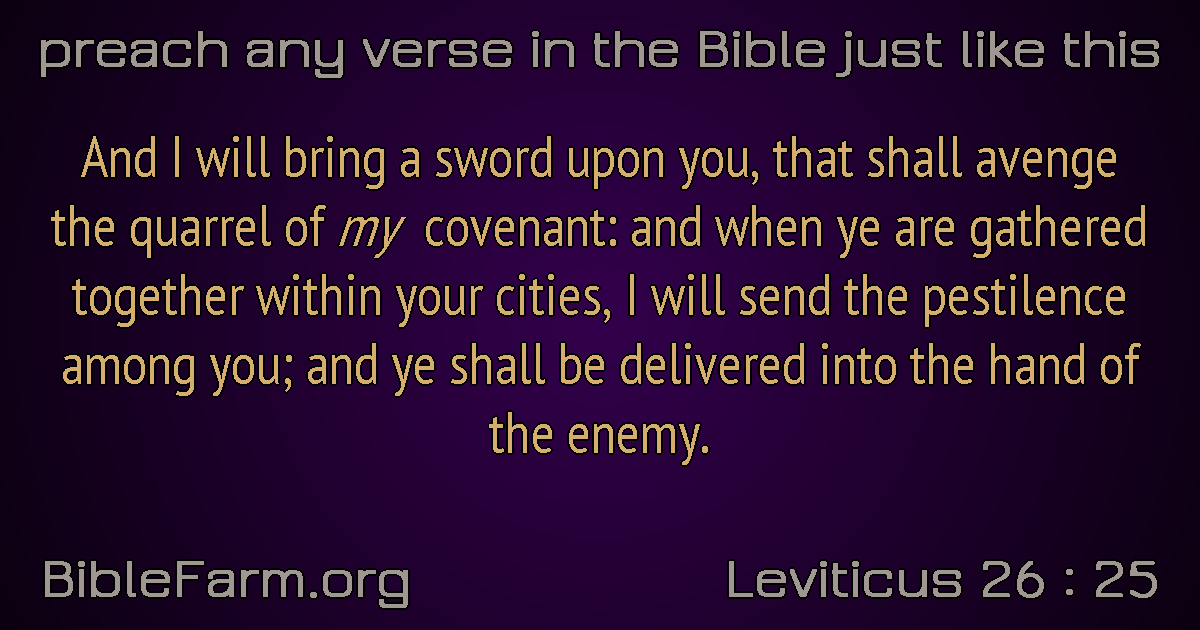 preach any verse in the Bible just like this
And I will bring a sword upon you, that shall avenge
the quarrel of my covenant: and when ye are gathered
together within your cities, I will send the pestilence
among you; and ye shall be delivered into the hand of
the enemy.
BibleFarm.org
Leviticus 26 : 25